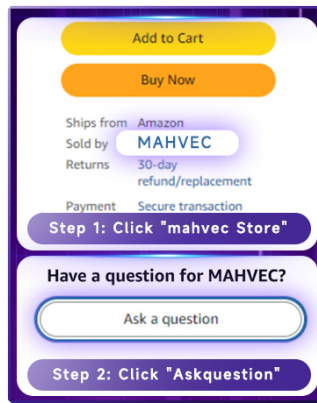 Add to Cart
Buy Now
Ships from Amazon
Sold by MAHVEC
Returns 30-day
refund/replacement
Payment Secure transaction
Step 1: Click "mahvec Store"
Have a question for MAHVEC?
Ask a question
Step 2: Click "Askquestion"